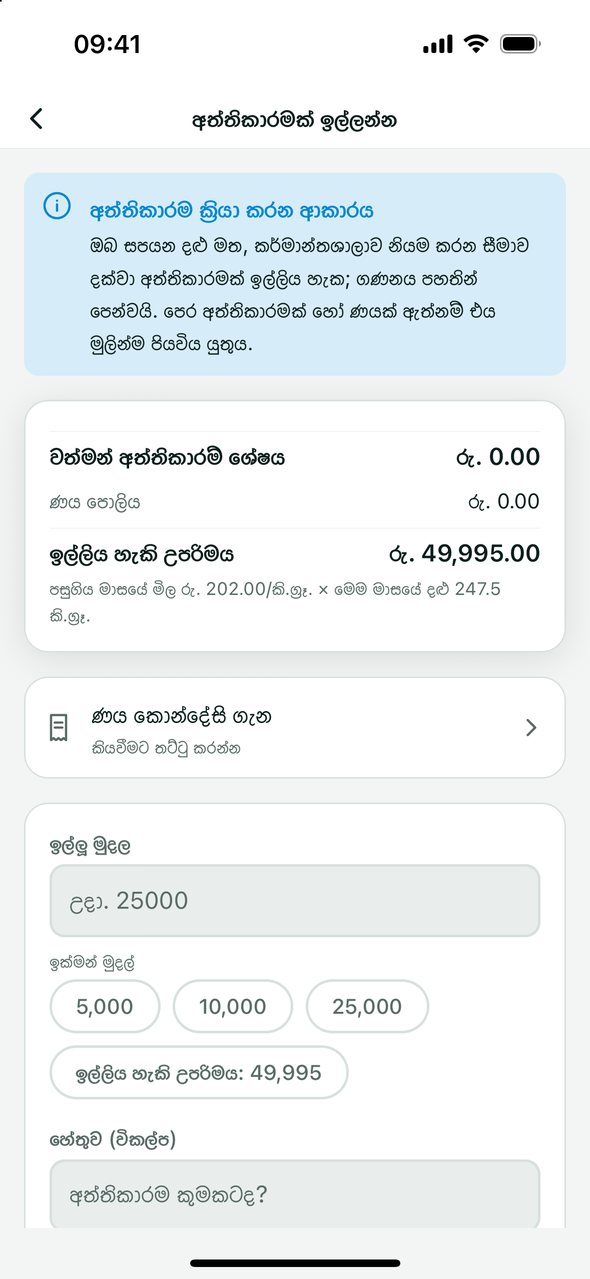 09:41
අත්තිකාරමක් ඉල්ලන්න
අත්තිකාරම ක්‍රියා කරන ආකාරය
ඔබ සපයන දළු මත, කර්මාන්තශාලාව නියම කරන සීමාව
දක්වා අත්තිකාරමක් ඉල්ලිය හැක; ගණනය පහතින්
පෙන්වයි. පෙර අත්තිකාරමක් හෝ ණයක් ඇත්නම් එය
මුලින්ම පියවිය යුතුය.
වත්මන් අත්තිකාරම් ශේෂය රු. 0.00
ණය පොලිය රු. 0.00
ඉල්ලිය හැකි උපරිමය රු. 49,995.00
පසුගිය මාසයේ මිල රු. 202.00/කි.ග්‍රෑ. × මෙම මාසයේ දළු 247.5
කි.ග්‍රෑ.
ණය කොන්දේසි ගැන
කියවීමට තට්ටු කරන්න
ඉල්ලූ මුදල
උදා. 25000
ඉක්මන් මුදල්
5,000 10,000 25,000
ඉල්ලිය හැකි උපරිමය: 49,995
හේතුව (විකල්ප)
අත්තිකාරම කුමකටද?